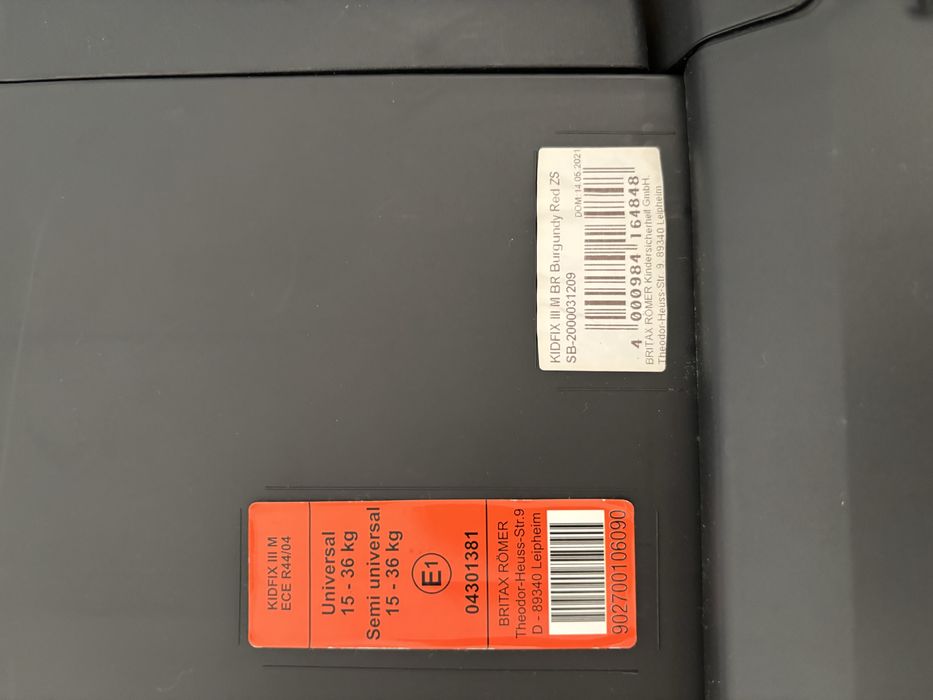 KIDFIX III M
ECE R44/04
Universal
15 - 36 kg
Semi universal
15 - 36 kg
E1
04301381
BRITAX RÖMER
Theodor-Heuss-Str.9
D - 89340 Leipheim
902700106090
KIDFIX III M BR Burgundy Red ZS
SB-2000031209
DOM:14.05.2021
4 000984 164848
BRITAX RÖMER Kindersicherheit GmbH,
Theodor-Heuss-Str. 9. 89340 Leipheim